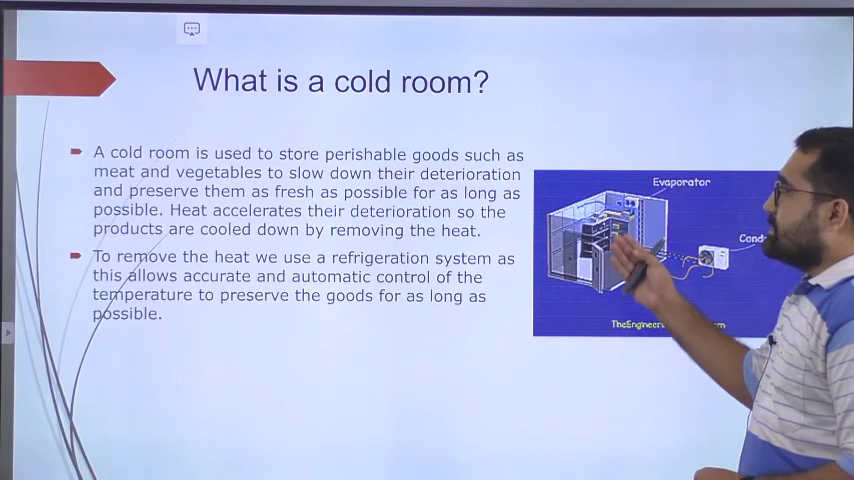 What is a cold room?
A cold room is used to store perishable goods such as
meat and vegetables to slow down their deterioration
and preserve them as fresh as possible for as long as
possible. Heat accelerates their deterioration so the
products are cooled down by removing the heat.
To remove the heat we use a refrigeration system as
this allows accurate and automatic control of the
temperature to preserve the goods for as long as
possible.
Evaporator